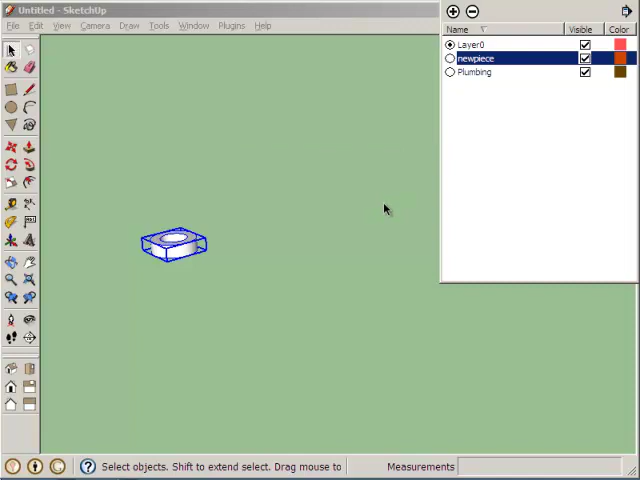 Untitled - SketchUp
File Edit View Camera Draw Tools Window Plugins Help
Name Visible Color
Layer0
newpiece
Plumbing
Select objects. Shift to extend select. Drag mouse to
Measurements